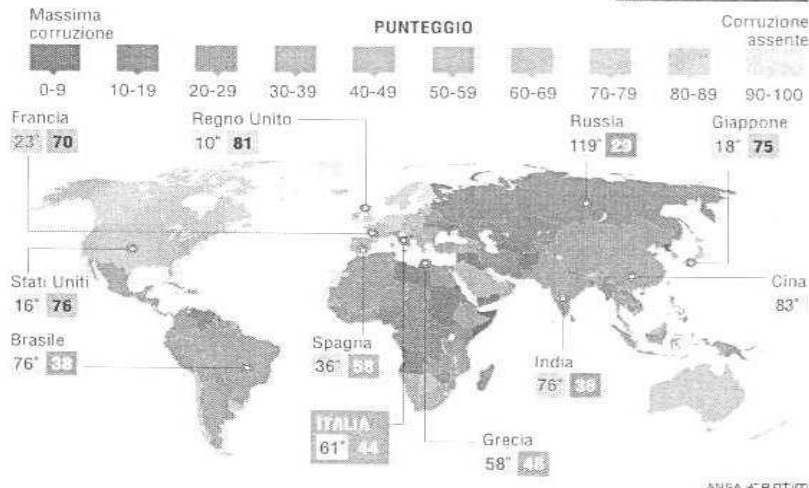 Massima
corruzione
PUNTEGGIO
Corruzione
assente
0-9 10-19 20-29 30-39 40-49 50-59 60-69 70-79 80-89 90-100
Francia
23° 70
Regno Unito
10° 81
Russia
119° 29
Giappone
18° 75
Stati Uniti
16° 76
Cina
83°
Brasile
76° 38
Spagna
36° 58
India
76° 38
ITALIA
61° 44
Grecia
58° 46
ANSA